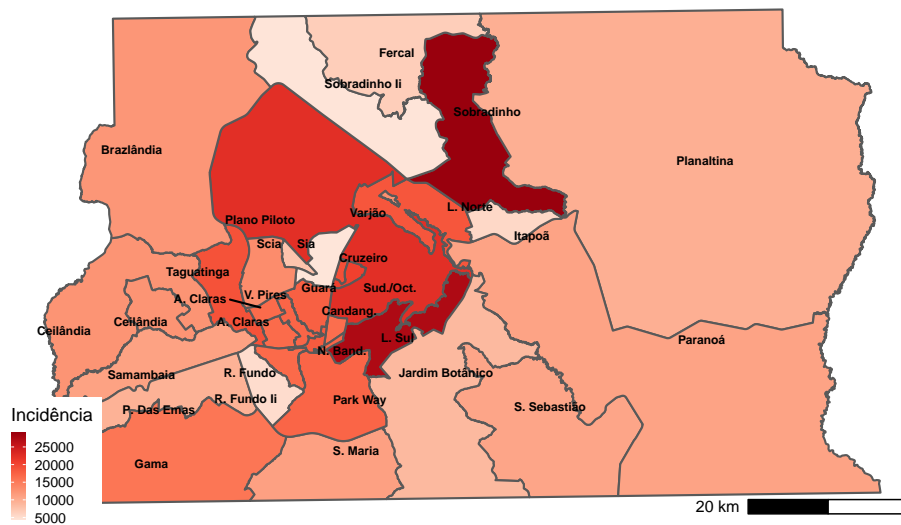 Fercal
Sobradinho Ii
Sobradinho
Brazlândia
Planaltina
L. Norte
Varjão
Plano Piloto
Itapoã
Scia
Sia
Cruzeiro
Taguatinga
Guará
Sud./Oct.
V. Pires
A. Claras
Candang.
Ceilândia
A. Claras
Ceilândia
L. Sul
Paranoá
N. Band.
R. Fundo
Jardim Botânico
Samambaia
R. Fundo Ii
Park Way
S. Sebastião
P. Das Emas
Incidência
S. Maria
25000
Gama
20000
15000
10000
5000
20 km